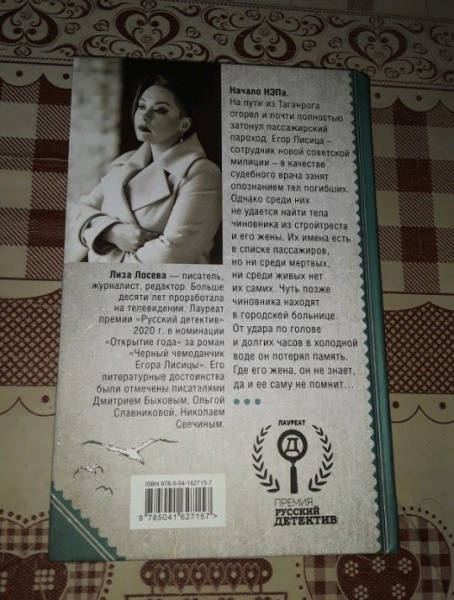 Начало НЭПа.
На пути из Таганрога
сгорел и почти полностью
затонул пассажирский
пароход. Егор Лисица –
сотрудник новой советской
милиции – в качестве
судебного врача занят
опознанием тел погибших.
Однако среди них
не удается найти тела
чиновника из стройтреста
и его жены. Их имена есть
в списке пассажиров,
но ни среди мертвых,
ни среди живых нет
их самих. Чуть позже
чиновника находят
в городской больнице.
От удара по голове
и долгих часов в холодной
воде он потерял память.
Где его жена, он не знает,
да и ее саму не помнит...
Лиза Лосева — писатель,
журналист, редактор. Больше
десяти лет проработала
на телевидении. Лауреат
премии «Русский детектив»
2020 г. в номинации
«Открытие года» за роман
«Черный чемоданчик
Егора Лисицы». Его
литературные достоинства
были отмечены писателями
Дмитрием Быковым, Ольгой
Славниковой, Николаем
Свечиным.
ISBN 978-5-04-162715-7
9 785041 627157 >
ЛАУРЕАТ
Д
ПРЕМИЯ
РУССКИЙ
ДЕТЕКТИВ